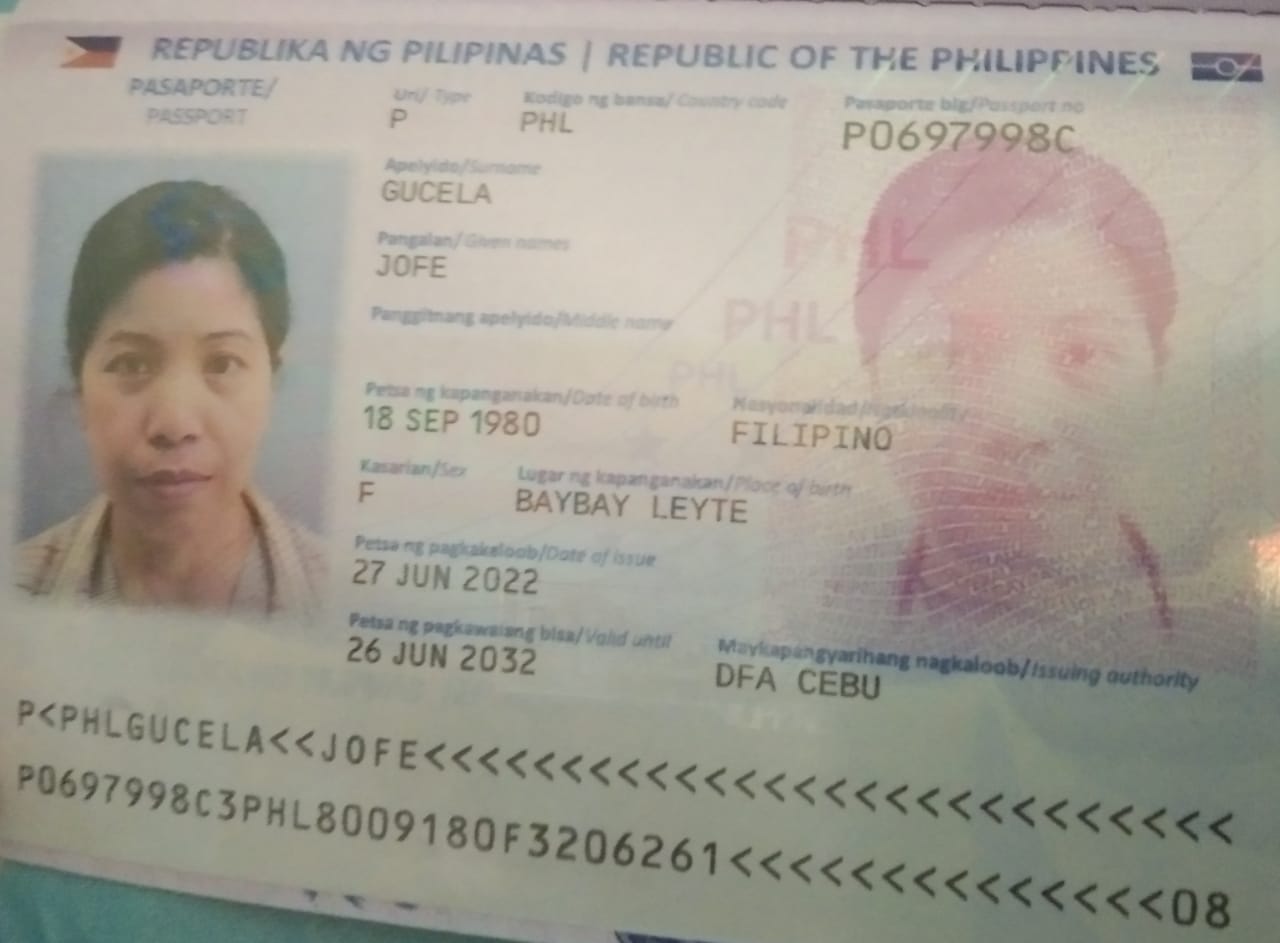 REPUBLIKA NG PILIPINAS | REPUBLIC OF THE PHILIPPINES
PASAPORTE/
PASSPORT
Uri/ Type
P
Kodigo ng bansa/ Country code
PHL
Pasaporte blg/Passport no
P0697998C
Apelyido/Surname
GUCELA
Pangalan/Given names
JOFE
Panggitnang apelyido/Middle name
PHL
PHL
PHL
Petsa ng kapanganakan/Date of birth
18 SEP 1980
Nasyonalidad/Nationality
FILIPINO
Kasarian/Sex
F
Lugar ng kapanganakan/Place of birth
BAYBAY LEYTE
Petsa ng pagkakaloob/Date of issue
27 JUN 2022
Petsa ng pagkawalang bisa/Valid until
26 JUN 2032
Maykapangyarihang nagkaloob/Issuing authority
DFA CEBU
P<PHLGUCELA<<JOFE<<<<<<<<<<<<<<<<<<<<<<<<<<<
P0697998C3PHL8009180F3206261<<<<<<<<<<<<<<08